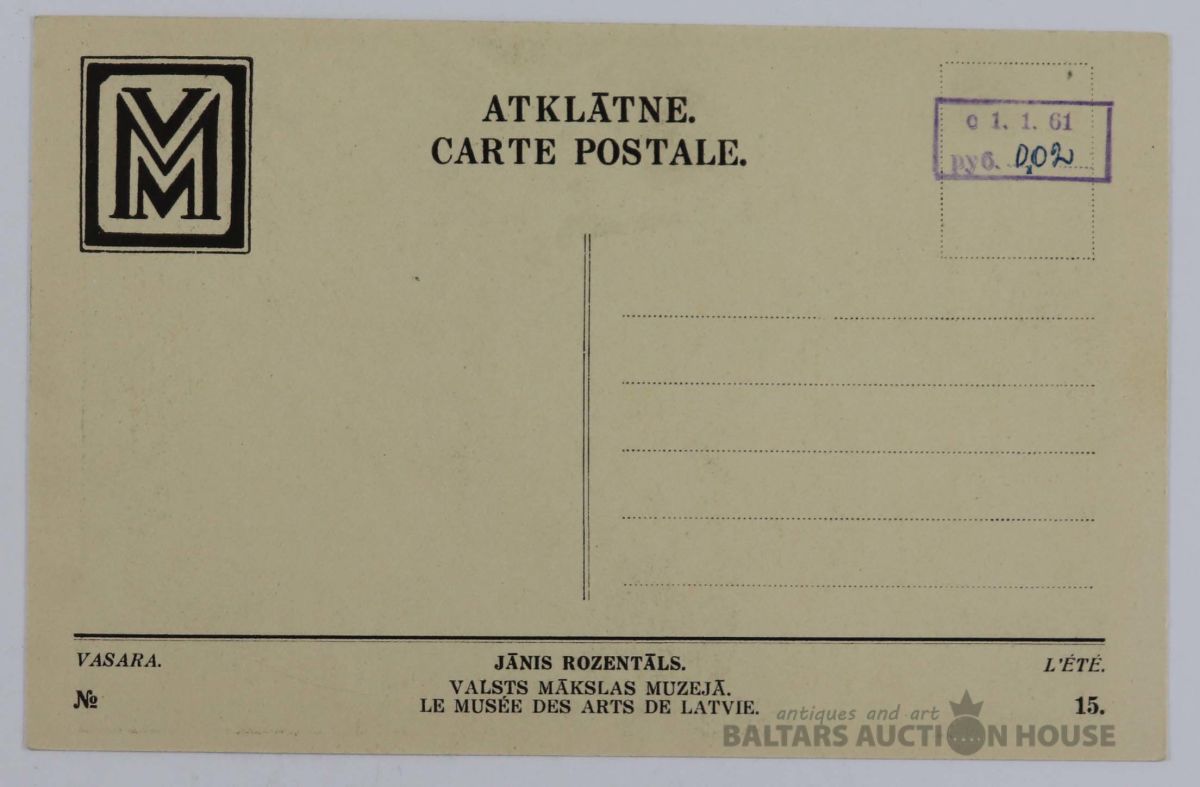 VMM
ATKLĀTNE.
CARTE POSTALE.
с 1. 1. 61
руб. 0,02
VASARA.
JĀNIS ROZENTĀLS.
L'ÉTÉ.
VALSTS MĀKSLAS MUZEJĀ.
№
LE MUSÉE DES ARTS DE LATVIE.
15.
antiques and art
BALTARS AUCTION HOUSE